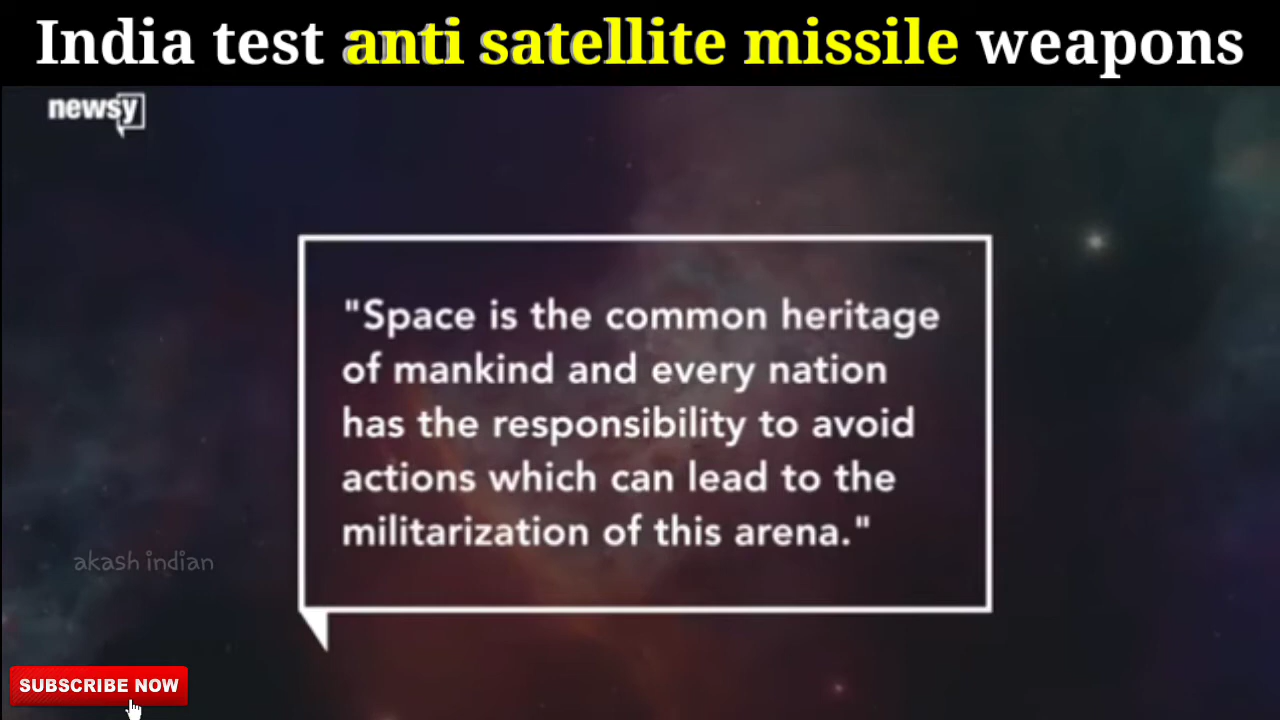 India test anti satellite missile weapons
newsy
"Space is the common heritage
of mankind and every nation
has the responsibility to avoid
actions which can lead to the
militarization of this arena."
akash indian
SUBSCRIBE NOW